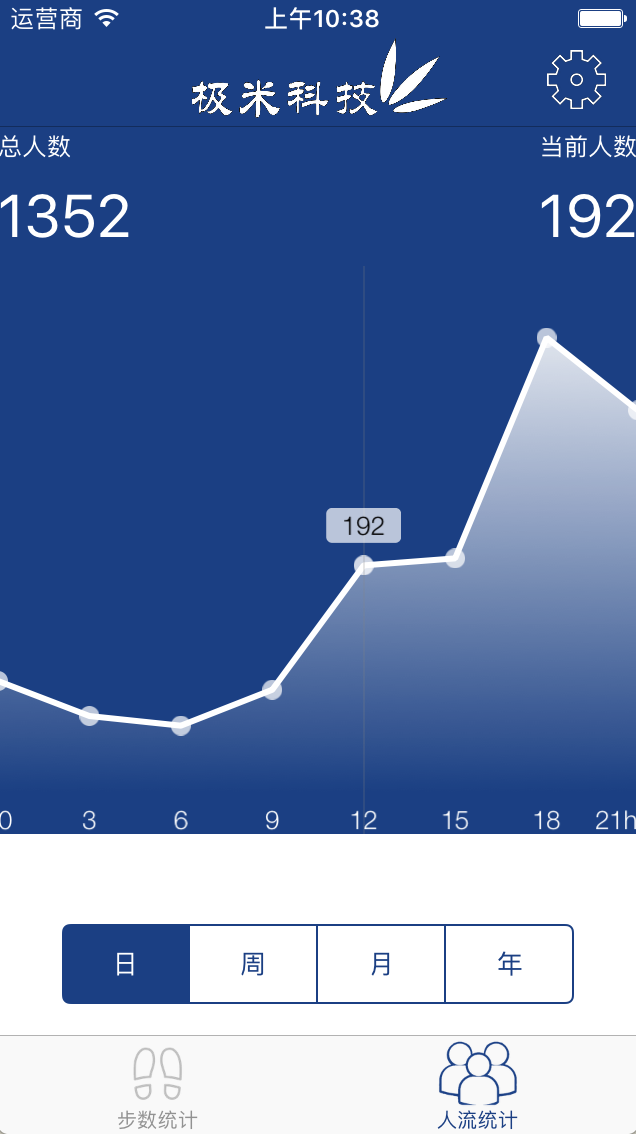 运营商 上午10:38
极米科技
总人数 当前人数
1352 192
192
0 3 6 9 12 15 18 21h
日 周 月 年
步数统计 人流统计